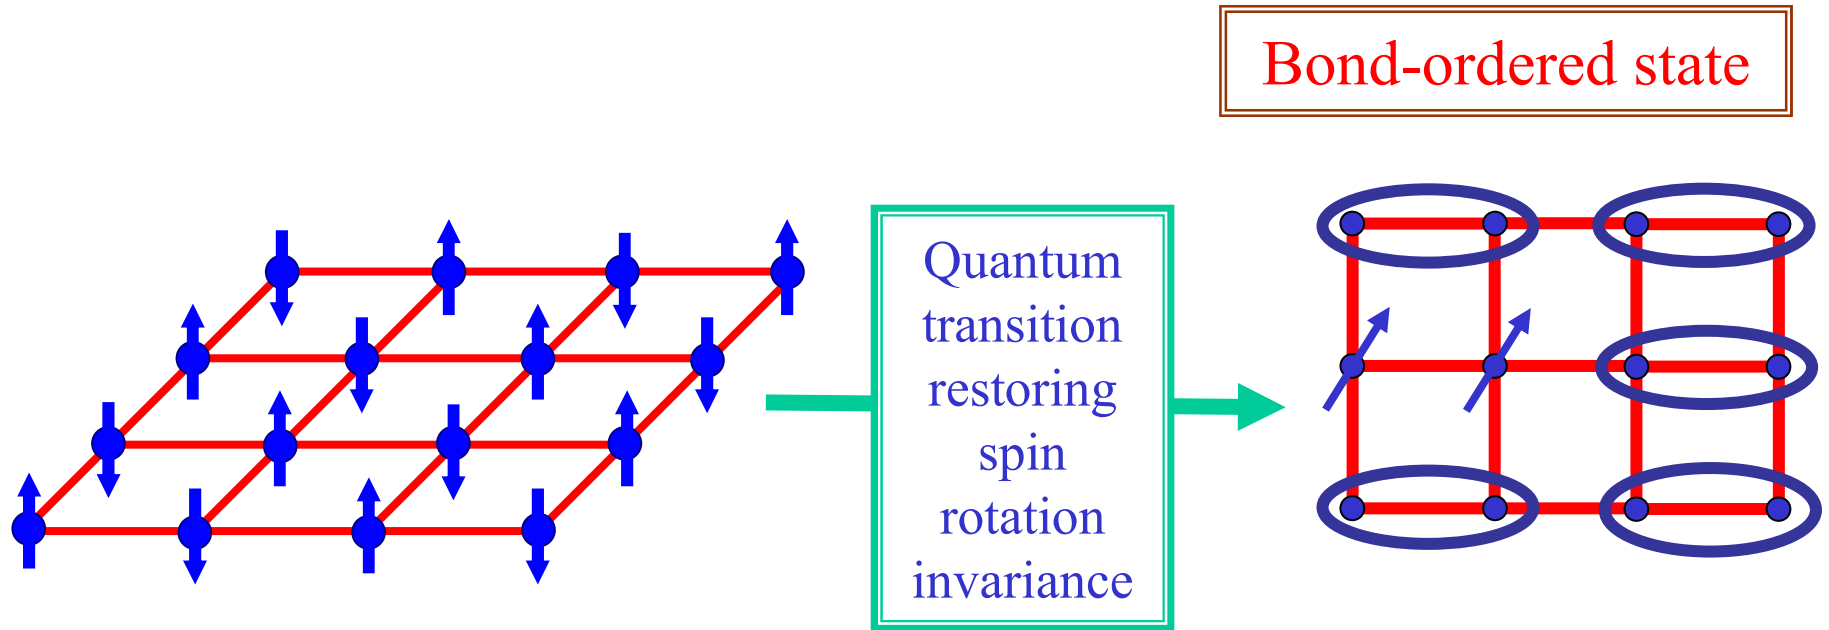 Bond-ordered state
Quantum
transition
restoring
spin
rotation
invariance